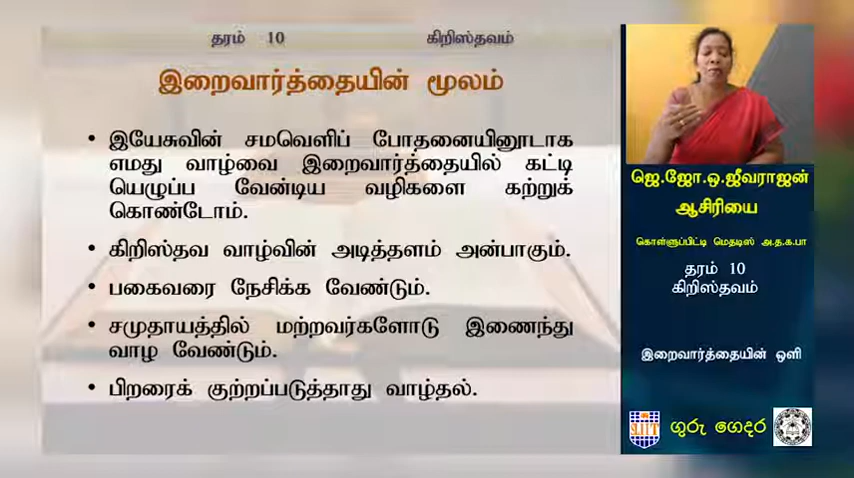 தரம் 10 கிறிஸ்தவம்
இறைவார்த்தையின் மூலம்
• இயேசுவின் சமவெளிப் போதனையினூடாக
எமது வாழ்வை இறைவார்த்தையில் கட்டி
யெழுப்ப வேன்டிய வழிகளை கற்றுக்
கொண்டோம்.
• கிறிஸ்தவ வாழ்வின் அடித்தளம் அன்பாகும்.
• பகைவரை நேசிக்க வேண்டும்.
• சமுதாயத்தில் மற்றவர்களோடு இணைந்து
வாழ வேண்டும்.
• பிறரைக் குற்றப்படுத்தாது வாழ்தல்.
ஜெ.ஜோ.ஒ.ஜீவராஜன்
ஆசிரியை
கொள்ளுப்பிட்டி மெதடிஸ் அ.த.க.பா
தரம் 10
கிறிஸ்தவம்
இறைவார்த்தையின் ஒளி
SLIIT குரு கெதர